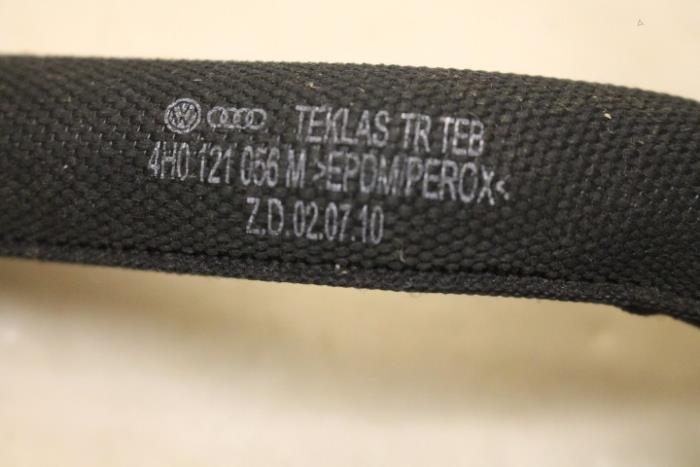 TEKLAS TR TEB
4H0 121 056 M >EPDM/PEROX<
Z.D.02.07.10